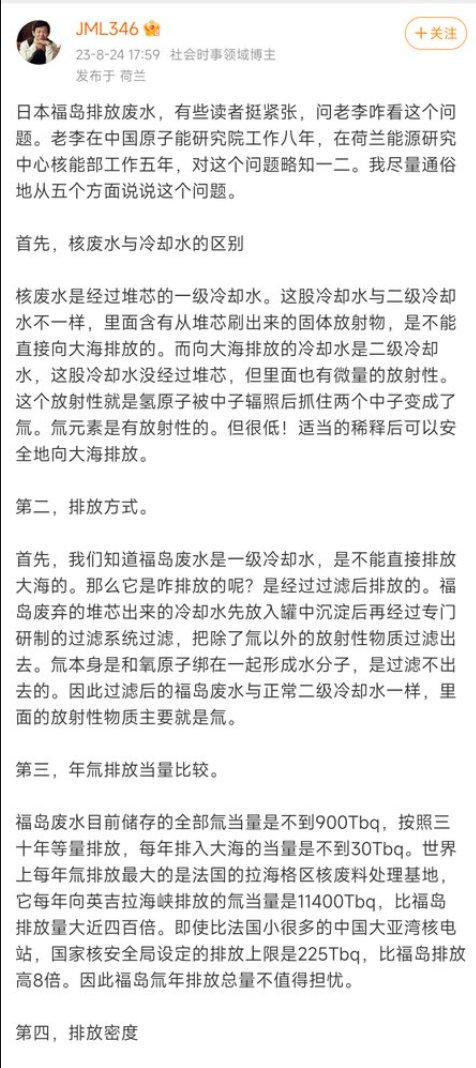 JML346
+关注
23-8-24 17:59 社会时事领域博主
发布于 荷兰
日本福岛排放废水，有些读者挺紧张，问老李咋看这个问
题。老李在中国原子能研究院工作八年，在荷兰能源研究
中心核能部工作五年，对这个问题略知一二。我尽量通俗
地从五个方面说说这个问题。
首先，核废水与冷却水的区别
核废水是经过堆芯的一级冷却水。这股冷却水与二级冷却
水不一样，里面含有从堆芯刷出来的固体放射物，是不能
直接向大海排放的。而向大海排放的冷却水是二级冷却
水，这股冷却水没经过堆芯，但里面也有微量的放射性。
这个放射性就是氢原子被中子辐照后抓住两个中子变成了
氚。氚元素是有放射性的。但很低！适当的稀释后可以安
全地向大海排放。
第二，排放方式。
首先，我们知道福岛废水是一级冷却水，是不能直接排放
大海的。那么它是咋排放的呢？是经过过滤后排放的。福
岛废弃的堆芯出来的冷却水先放入罐中沉淀后再经过专门
研制的过滤系统过滤，把除了氚以外的放射性物质过滤出
去。氚本身是和氧原子绑在一起形成水分子，是过滤不出
去的。因此过滤后的福岛废水与正常二级冷却水一样，里
面的放射性物质主要就是氚。
第三，年氚排放当量比较。
福岛废水目前储存的全部氚当量是不到900Tbq，按照三
十年等量排放，每年排入大海的当量是不到30Tbq。世界
上每年氚排放最大的是法国的拉海格区核废料处理基地，
它每年向英吉拉海峡排放的氚当量是11400Tbq，比福岛
排放量大近四百倍。即使比法国小很多的中国大亚湾核电
站，国家核安全局设定的排放上限是225Tbq，比福岛排放
高8倍。因此福岛氚年排放总量不值得担忧。
第四，排放密度